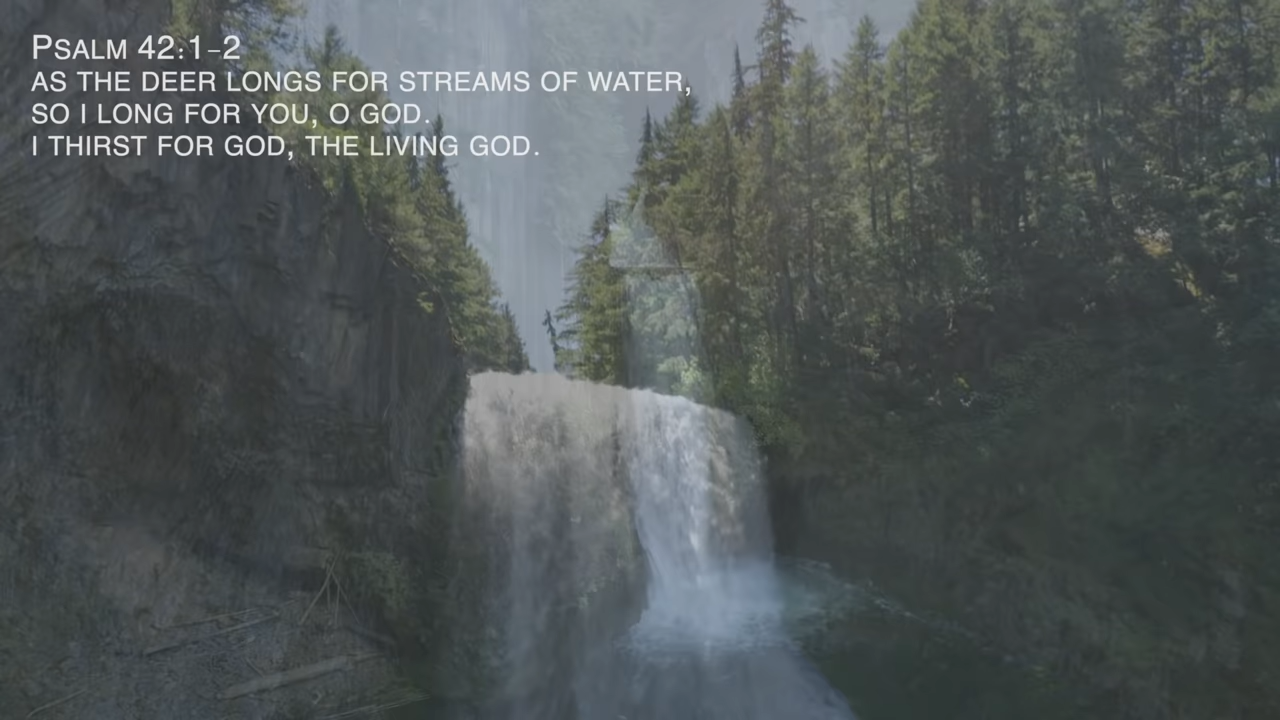 Psalm 42:1–2
as the deer longs for streams of water,
so I long for you, O God.
I thirst for God, the living God.